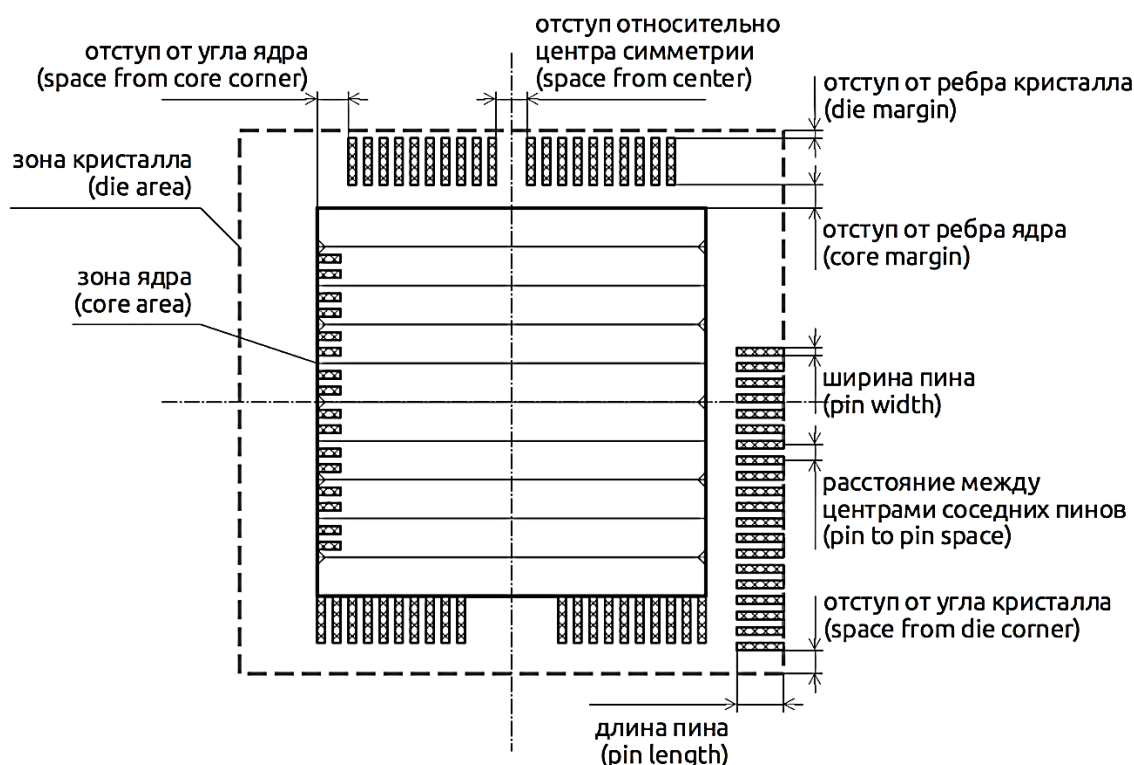 отступ от угла ядра
(space from core corner)
отступ относительно
центра симметрии
(space from center)
отступ от ребра кристалла
(die margin)
зона кристалла
(die area)
отступ от ребра ядра
(core margin)
зона ядра
(core area)
ширина пина
(pin width)
расстояние между
центрами соседних пинов
(pin to pin space)
отступ от угла кристалла
(space from die corner)
длина пина
(pin length)